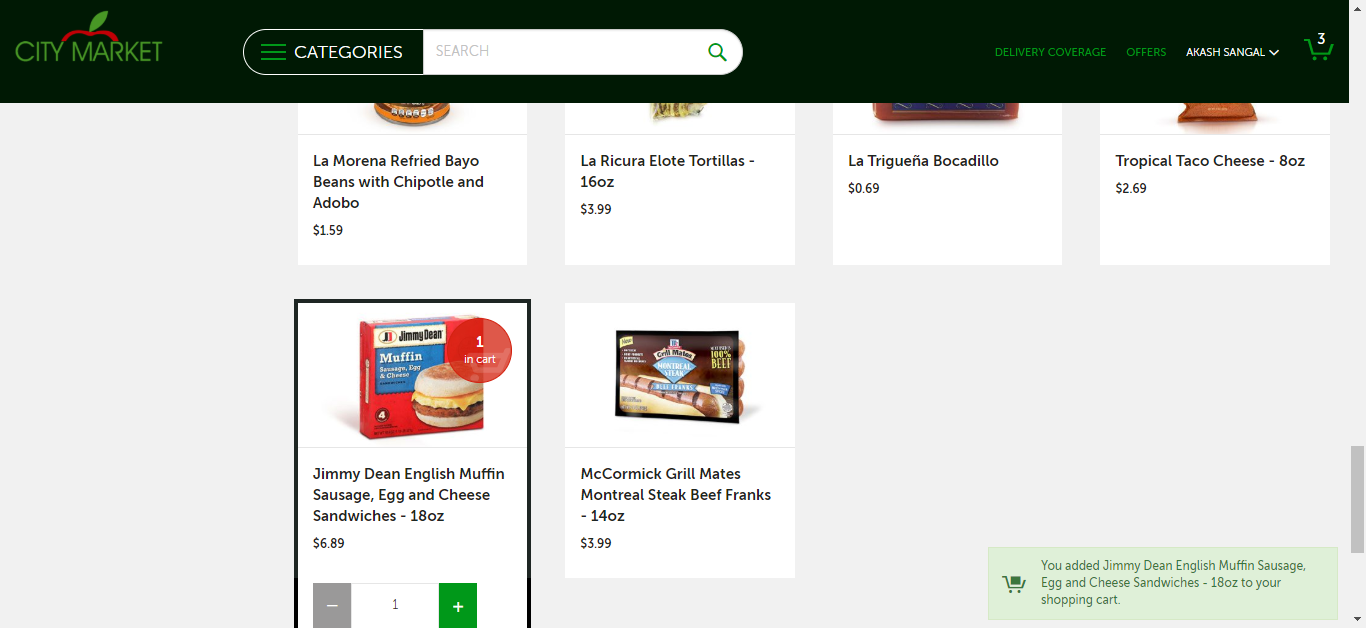 CITY MARKET
CATEGORIES
SEARCH
DELIVERY COVERAGE
OFFERS
AKASH SANGAL
3
La Morena Refried Bayo
Beans with Chipotle and
Adobo
$1.59
La Ricura Elote Tortillas -
16oz
$3.99
La Trigueña Bocadillo
$0.69
Tropical Taco Cheese - 8oz
$2.69
Jimmy Dean
Muffin
Sausage, Egg
& Cheese
4
1
in cart
Jimmy Dean English Muffin
Sausage, Egg and Cheese
Sandwiches - 18oz
$6.89
−
1
+
New
Grill Mates
MONTREAL
STEAK
BEEF FRANKS
100%
BEEF
McCormick Grill Mates
Montreal Steak Beef Franks
- 14oz
$3.99
You added Jimmy Dean English Muffin Sausage,
Egg and Cheese Sandwiches - 18oz to your
shopping cart.